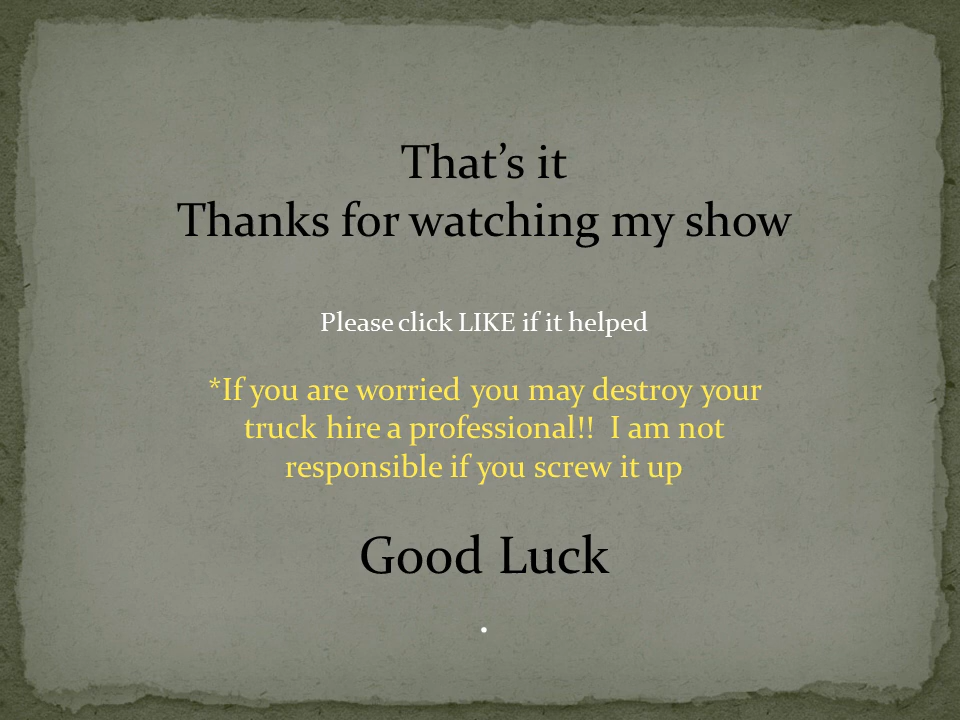 That’s it
Thanks for watching my show
Please click LIKE if it helped
*If you are worried you may destroy your
truck hire a professional!!  I am not
responsible if you screw it up
Good Luck
.